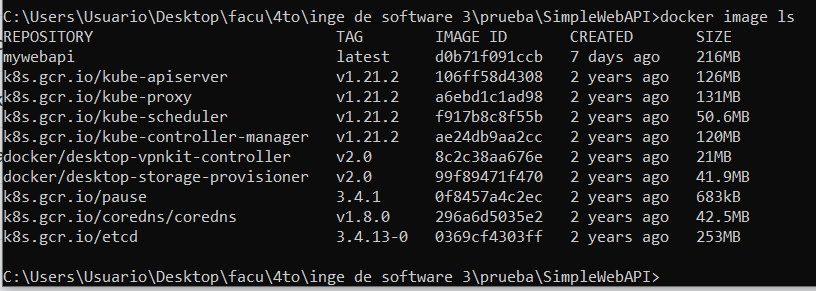 C:\Users\Usuario\Desktop\facu\4to\inge de software 3\prueba\SimpleWebAPI>docker image ls
REPOSITORY TAG IMAGE ID CREATED SIZE
mywebapi latest d0b71f091ccb 7 days ago 216MB
k8s.gcr.io/kube-apiserver v1.21.2 106ff58d4308 2 years ago 126MB
k8s.gcr.io/kube-proxy v1.21.2 a6ebd1c1ad98 2 years ago 131MB
k8s.gcr.io/kube-scheduler v1.21.2 f917b8c8f55b 2 years ago 50.6MB
k8s.gcr.io/kube-controller-manager v1.21.2 ae24db9aa2cc 2 years ago 120MB
docker/desktop-vpnkit-controller v2.0 8c2c38aa676e 2 years ago 21MB
docker/desktop-storage-provisioner v2.0 99f89471f470 2 years ago 41.9MB
k8s.gcr.io/pause 3.4.1 0f8457a4c2ec 2 years ago 683kB
k8s.gcr.io/coredns/coredns v1.8.0 296a6d5035e2 2 years ago 42.5MB
k8s.gcr.io/etcd 3.4.13-0 0369cf4303ff 2 years ago 253MB
C:\Users\Usuario\Desktop\facu\4to\inge de software 3\prueba\SimpleWebAPI>